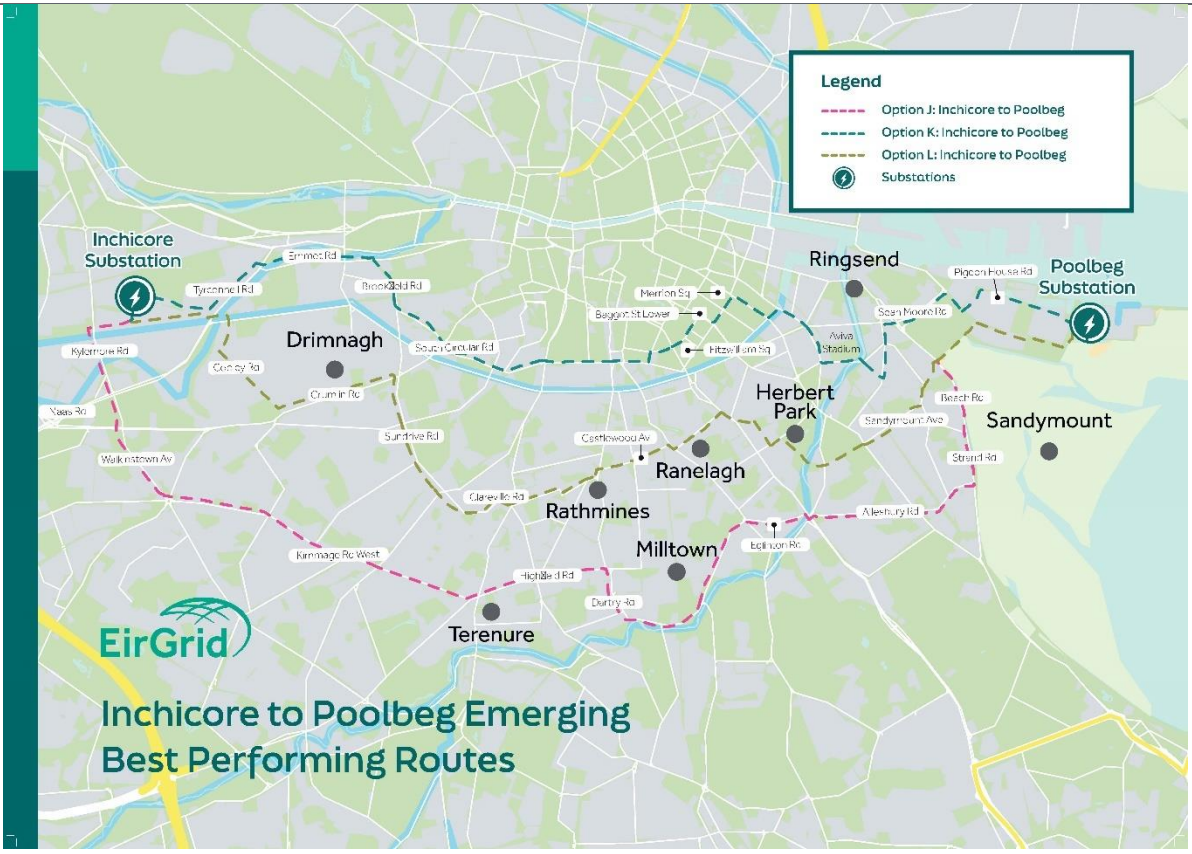 Legend
Option J: Inchicore to Poolbeg
Option K: Inchicore to Poolbeg
Option L: Inchicore to Poolbeg
Substations
Inchicore
Substation
Emmet Rd
Tyrconnell Rd
Brookfield Rd
Merrion Sq
Baggot St Lower
Fitzwilliam Sq
Ringsend
Pigeon House Rd
Poolbeg
Substation
Sean Moore Rd
Aviva
Stadium
Kylemore Rd
Drimnagh
South Circular Rd
Cooley Rd
Crumlin Rd
Naas Rd
Herbert
Park
Beach Rd
Sandymount Ave
Sandymount
Sundrive Rd
Castlewood Av
Walkinstown Av
Ranelagh
Strand Rd
Clareville Rd
Rathmines
Ailesbury Rd
Milltown
Eglinton Rd
Kimmage Rd West
Highfield Rd
Dartry Rd
Terenure
EirGrid
Inchicore to Poolbeg Emerging
Best Performing Routes